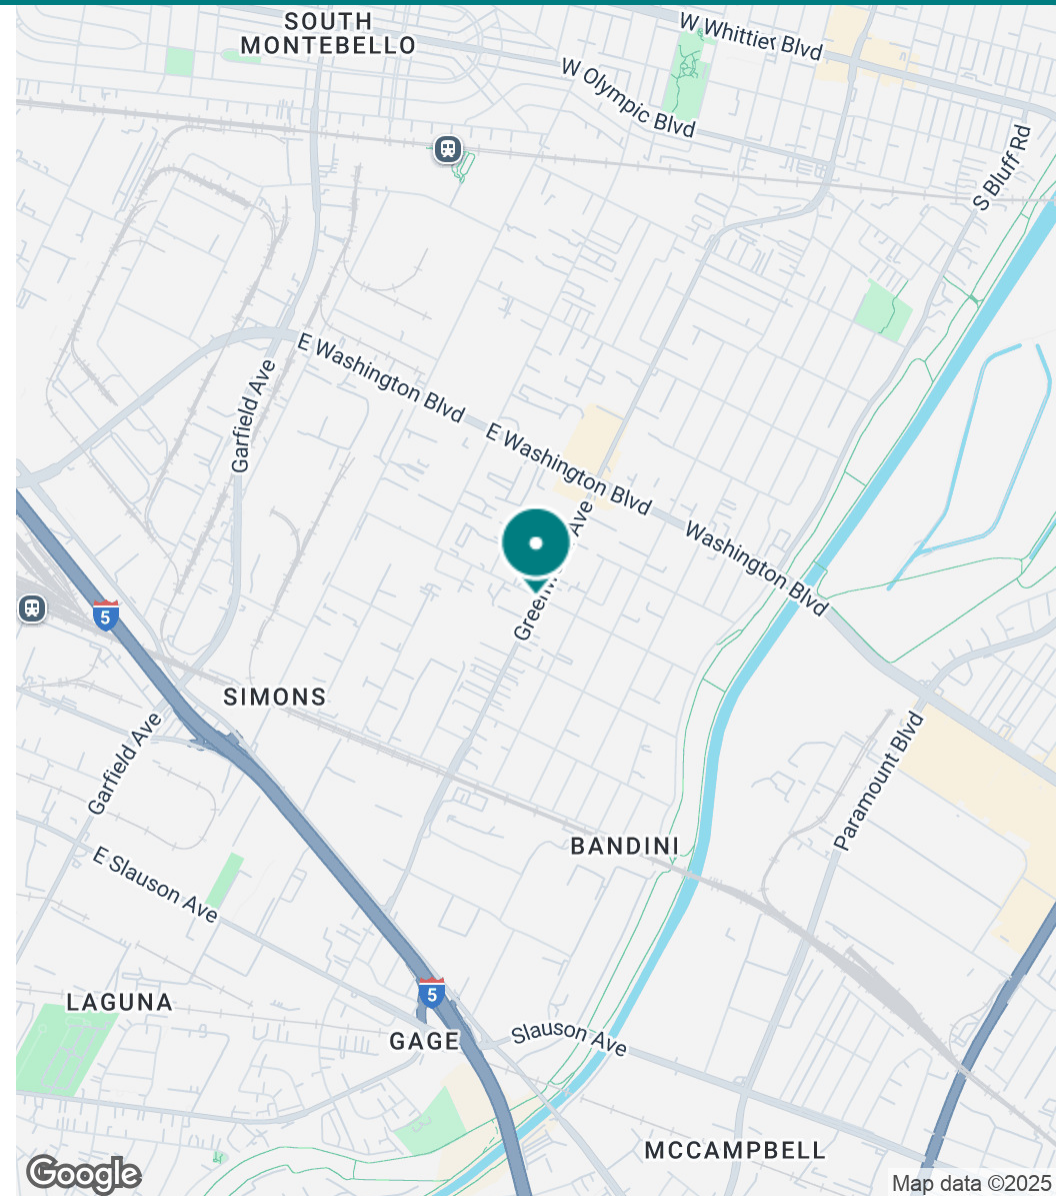 SOUTH
MONTEBELLO
W Whittier Blvd
W Olympic Blvd
S Bluff Rd
E Washington Blvd
Garfield Ave
E Washington Blvd
Ave
Washington Blvd
5
SIMONS
Garfield Ave
Paramount Blvd
BANDINI
E Slauson Ave
5
LAGUNA
GAGE
Slauson Ave
MCCAMPBELL
Google
Map data ©2025